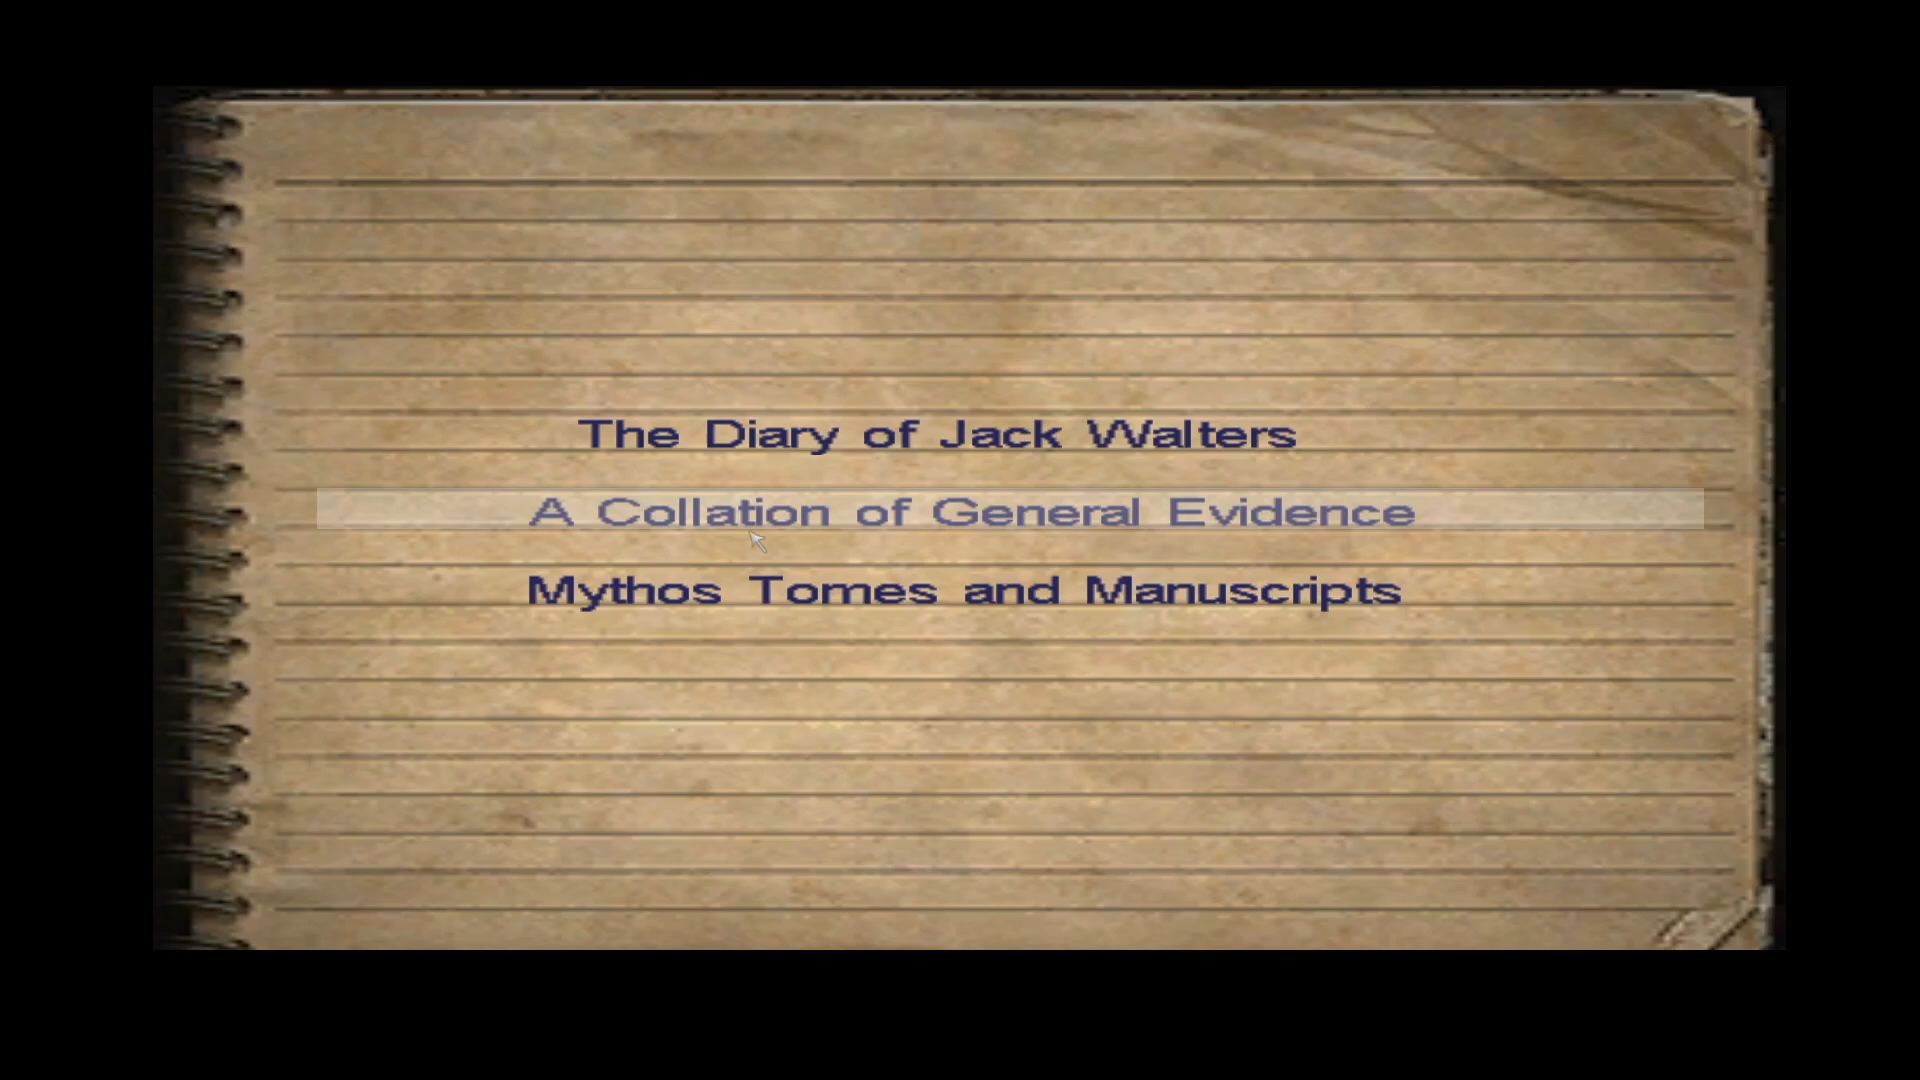 The Diary of Jack Walters
A Collation of General Evidence
Mythos Tomes and Manuscripts